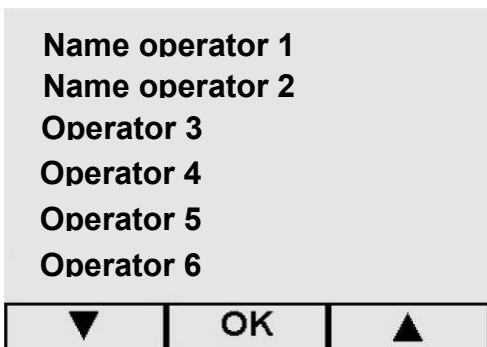 Name operator 1
Name operator 2
Operator 3
Operator 4
Operator 5
Operator 6
▼ OK ▲